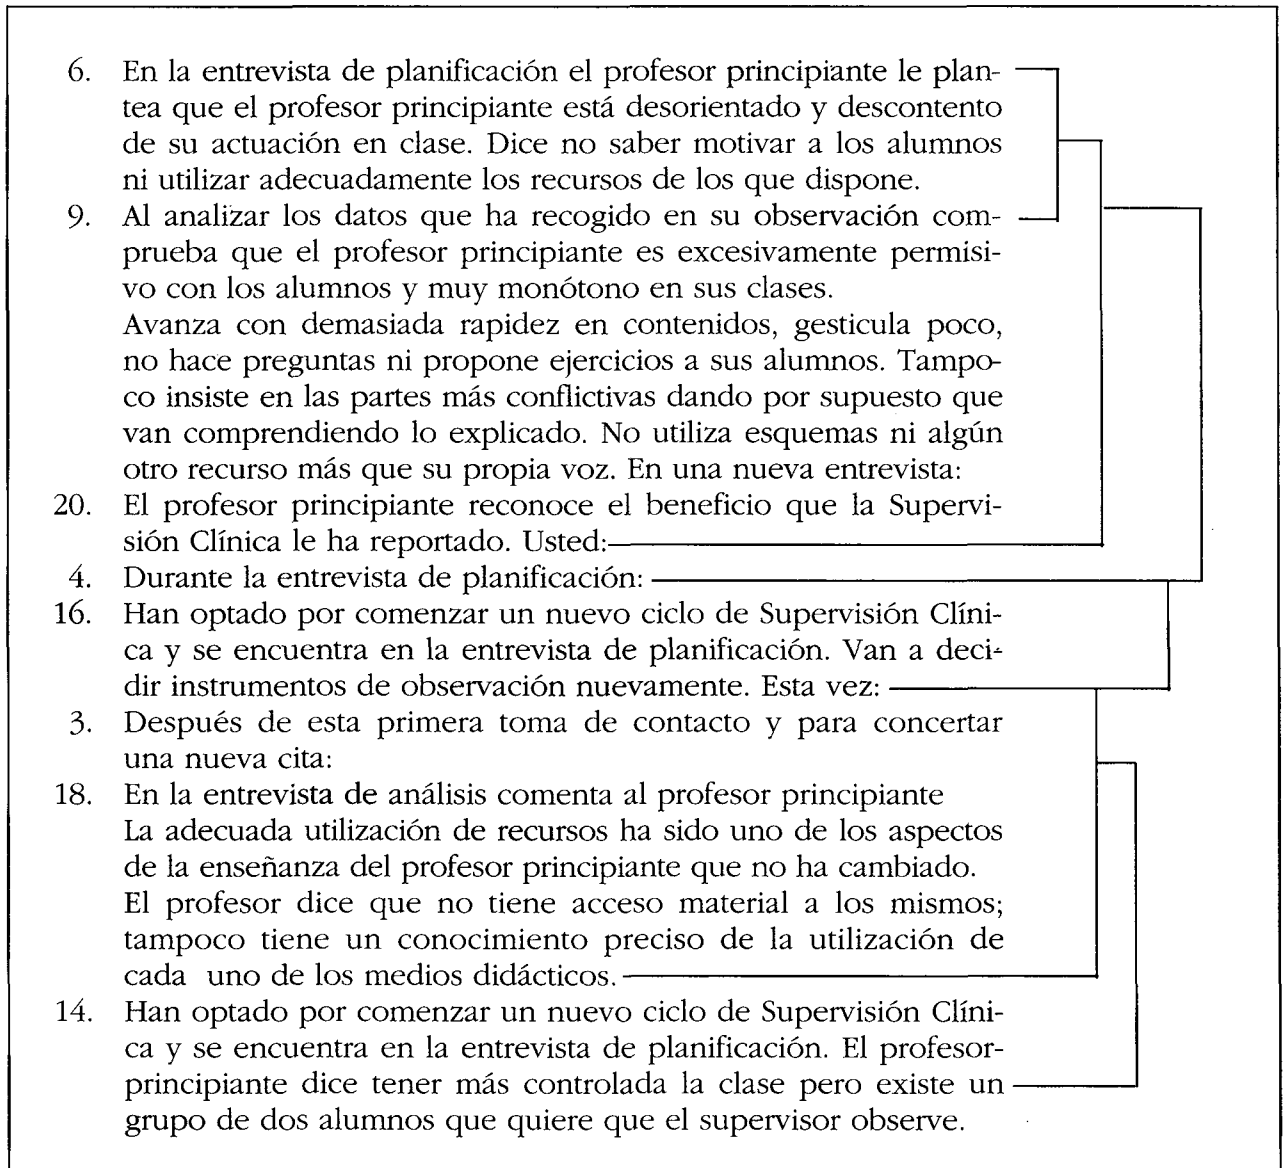 6. En la entrevista de planificación el profesor principiante le plan-
tea que el profesor principiante está desorientado y descontento
de su actuación en clase. Dice no saber motivar a los alumnos
ni utilizar adecuadamente los recursos de los que dispone.
9. Al analizar los datos que ha recogido en su observación com-
prueba que el profesor principiante es excesivamente permisi-
vo con los alumnos y muy monótono en sus clases.
Avanza con demasiada rapidez en contenidos, gesticula poco,
no hace preguntas ni propone ejercicios a sus alumnos. Tampo-
co insiste en las partes más conflictivas dando por supuesto que
van comprendiendo lo explicado. No utiliza esquemas ni algún
otro recurso más que su propia voz. En una nueva entrevista:
20. El profesor principiante reconoce el beneficio que la Supervi-
sión Clínica le ha reportado. Usted:
4. Durante la entrevista de planificación:
16. Han optado por comenzar un nuevo ciclo de Supervisión Clíni-
ca y se encuentra en la entrevista de planificación. Van a deci-
dir instrumentos de observación nuevamente. Esta vez:
3. Después de esta primera toma de contacto y para concertar
una nueva cita:
18. En la entrevista de análisis comenta al profesor principiante
La adecuada utilización de recursos ha sido uno de los aspectos
de la enseñanza del profesor principiante que no ha cambiado.
El profesor dice que no tiene acceso material a los mismos;
tampoco tiene un conocimiento preciso de la utilización de
cada uno de los medios didácticos.
14. Han optado por comenzar un nuevo ciclo de Supervisión Clíni-
ca y se encuentra en la entrevista de planificación. El profesor-
principiante dice tener más controlada la clase pero existe un
grupo de dos alumnos que quiere que el supervisor observe.